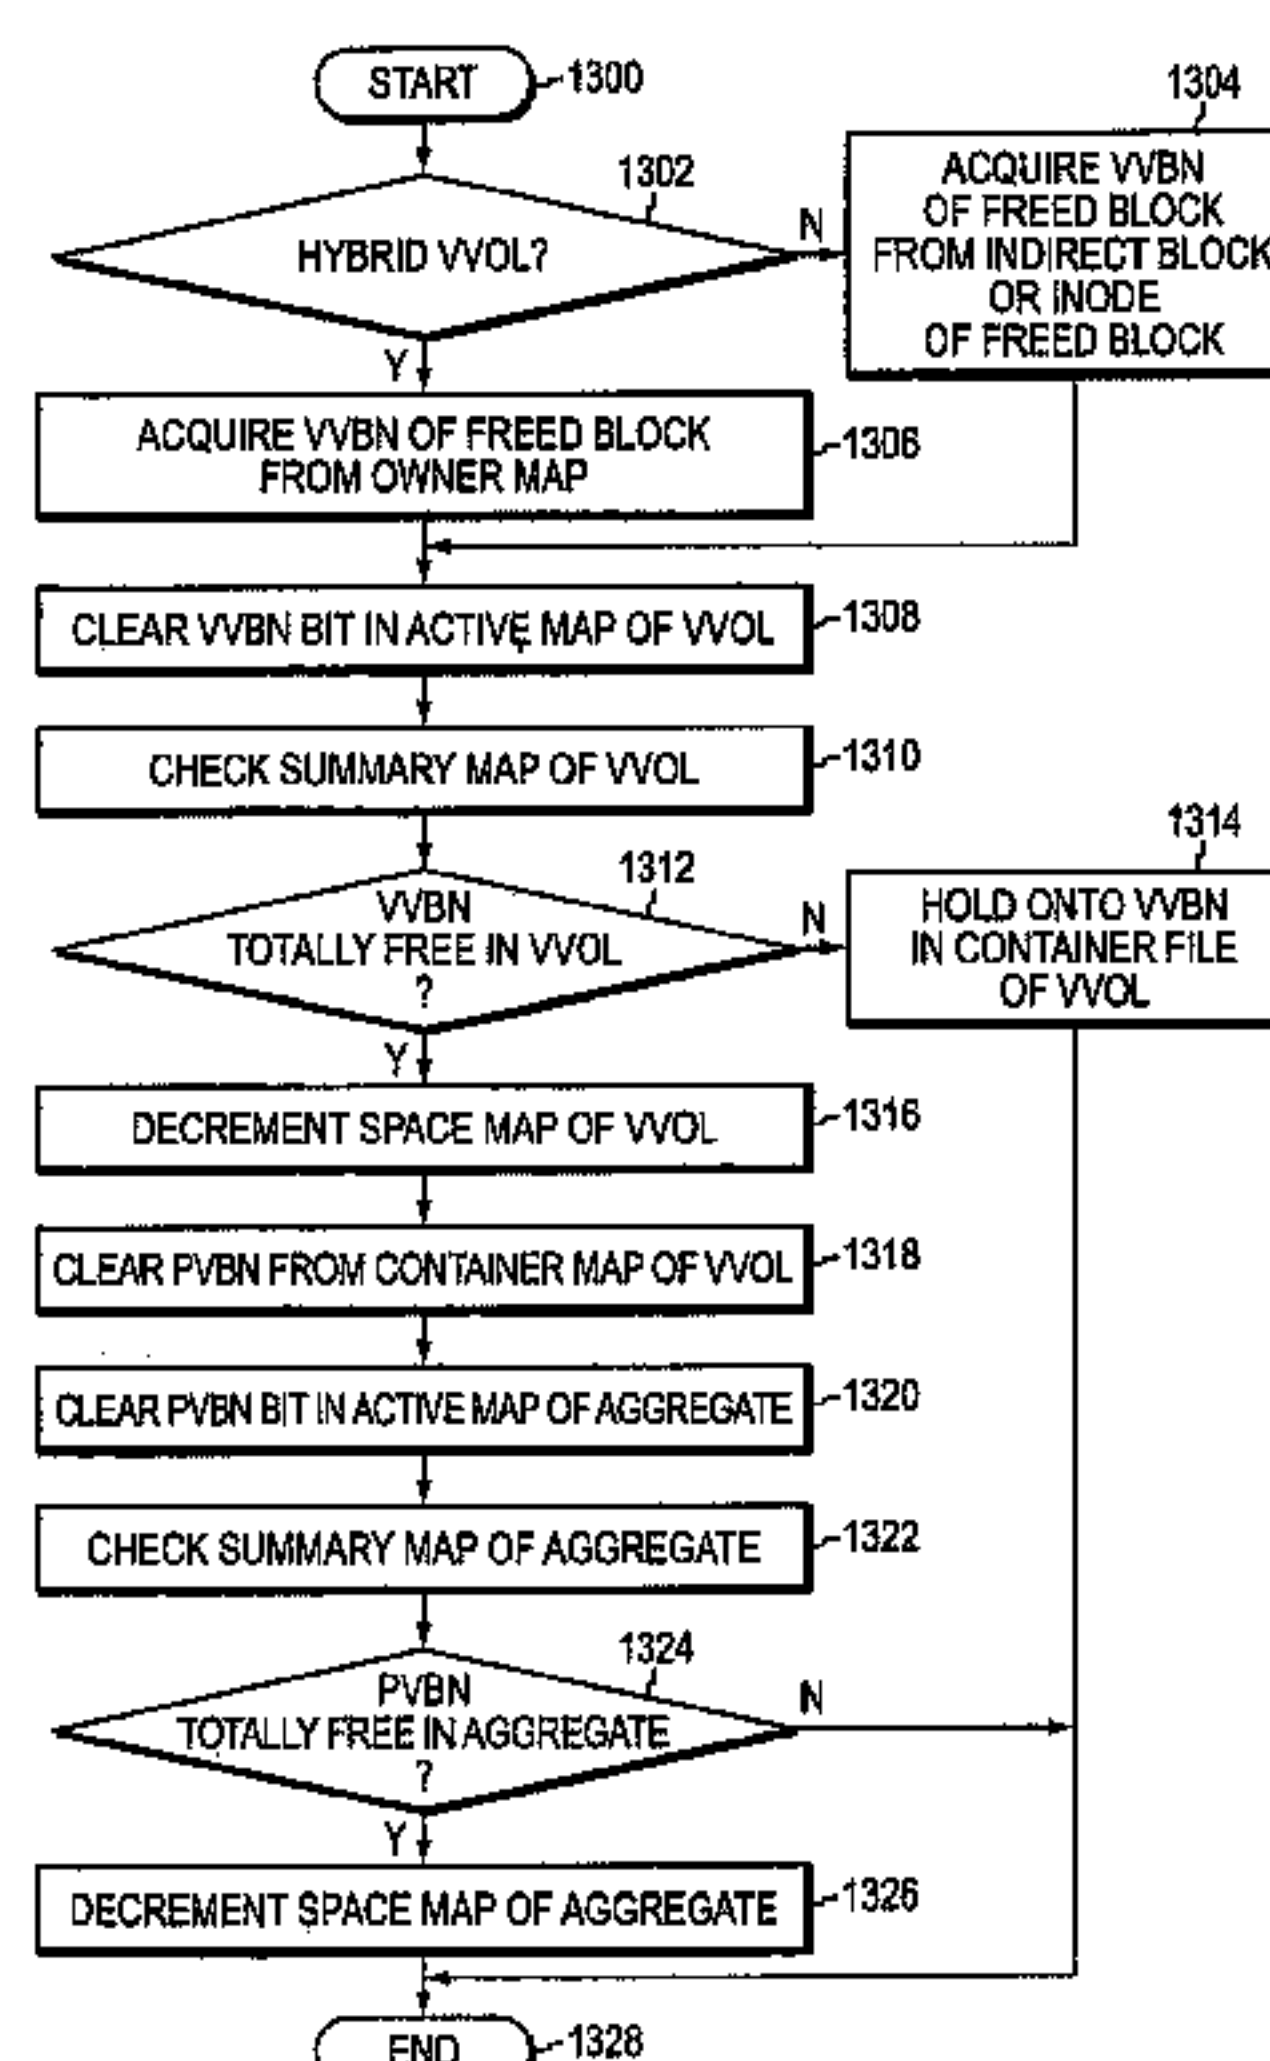 START
1300
1302
HYBRID VVOL?
N
1304
ACQUIRE VVBN
OF FREED BLOCK
FROM INDIRECT BLOCK
OR INODE
OF FREED BLOCK
Y
ACQUIRE VVBN OF FREED BLOCK
FROM OWNER MAP
1306
CLEAR VVBN BIT IN ACTIVE MAP OF VVOL
1308
CHECK SUMMARY MAP OF VVOL
1310
1312
VVBN
TOTALLY FREE IN VVOL
?
N
1314
HOLD ONTO VVBN
IN CONTAINER FILE
OF VVOL
Y
DECREMENT SPACE MAP OF VVOL
1316
CLEAR PVBN FROM CONTAINER MAP OF VVOL
1318
CLEAR PVBN BIT IN ACTIVE MAP OF AGGREGATE
1320
CHECK SUMMARY MAP OF AGGREGATE
1322
1324
PVBN
TOTALLY FREE IN AGGREGATE
?
N
Y
DECREMENT SPACE MAP OF AGGREGATE
1326
END
1328